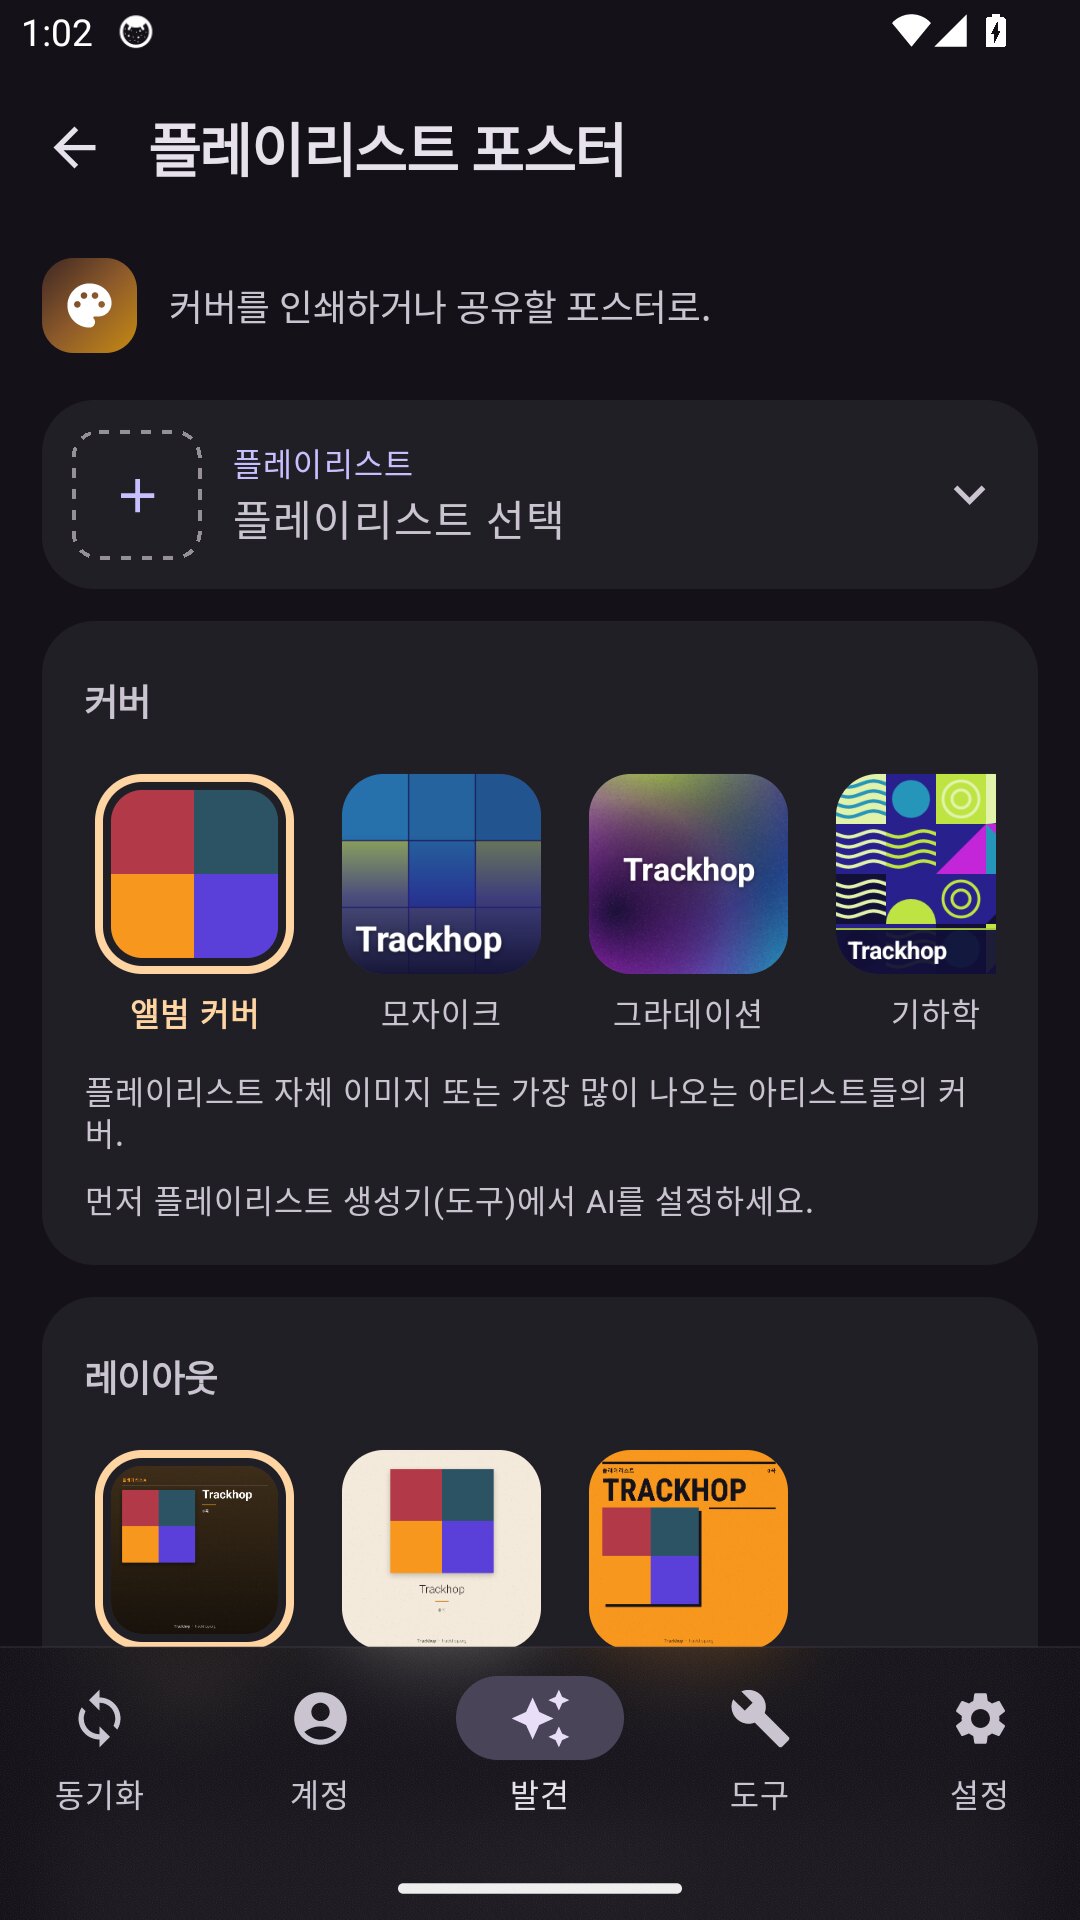 1:02
플레이리스트 포스터
커버를 인쇄하거나 공유할 포스터로.
플레이리스트
플레이리스트 선택
커버
Trackhop
Trackhop
Trackhop
앨범 커버
모자이크
그라데이션
기하학
플레이리스트 자체 이미지 또는 가장 많이 나오는 아티스트들의 커
버.
먼저 플레이리스트 생성기(도구)에서 AI를 설정하세요.
레이아웃
Trackhop
Trackhop
플레이리스트
TRACKHOP
동기화
계정
발견
도구
설정